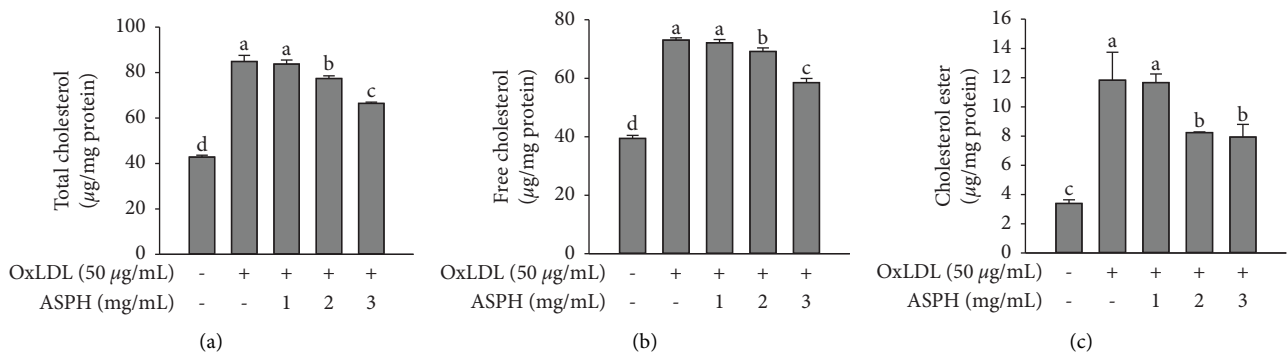 Total cholesterol
(μg/mg protein)
100
80
60
40
20
0
d
a
a
b
c
OxLDL (50 μg/mL)
- + + + +
ASPH (mg/mL)
- - 1 2 3
(a)
Free cholesterol
(μg/mg protein)
80
60
40
20
0
d
a
a
b
c
OxLDL (50 μg/mL)
- + + + +
ASPH (mg/mL)
- - 1 2 3
(b)
Cholesterol ester
(μg/mg protein)
16
14
12
10
8
6
4
2
0
c
a
a
b
b
OxLDL (50 μg/mL)
- + + + +
ASPH (mg/mL)
- - 1 2 3
(c)